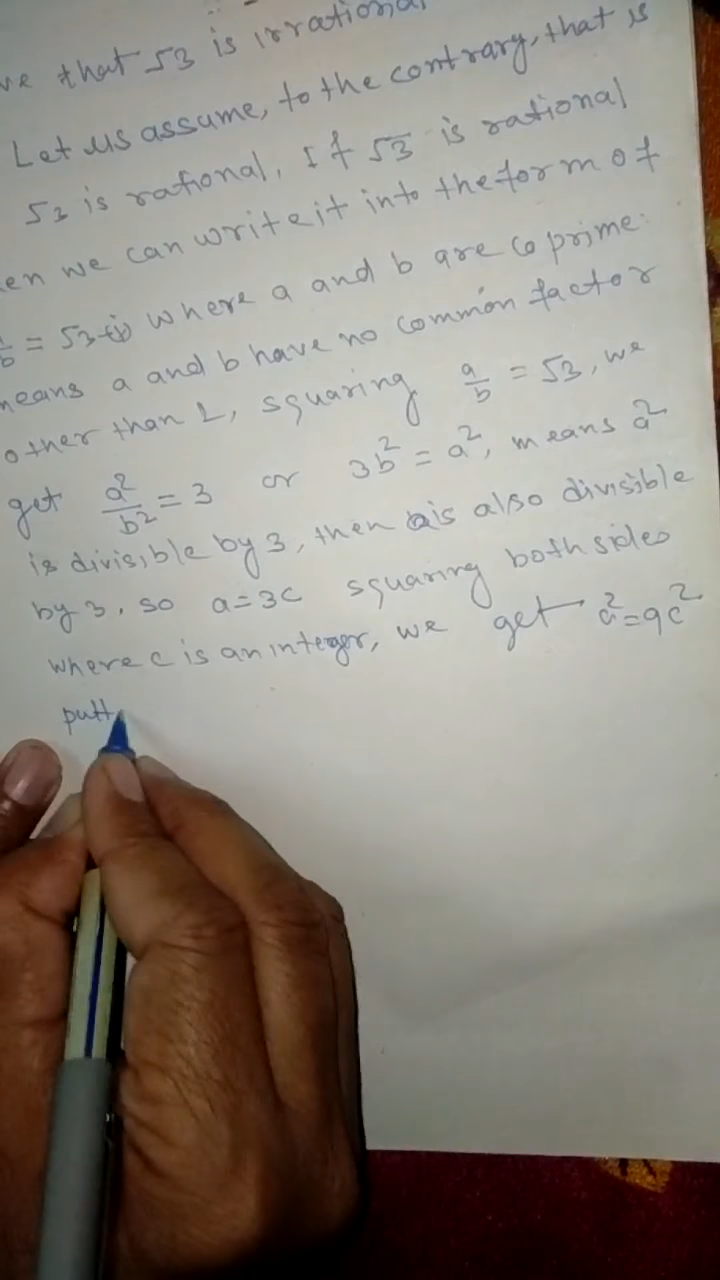 ve that √3 is irrational
Let us assume, to the contrary, that is
√3 is rational, If √3 is rational
en we can write it into the form of
a/b = √3 -(i) where a and b are co prime.
means a and b have no common factor
other than 1, squaring a/b = √3, we
get a²/b² = 3 or 3b² = a², means a²
is divisible by 3, then a is also divisible
by 3. so a=3c squaring both sides
where c is an integer, we get a²=9c²
putt